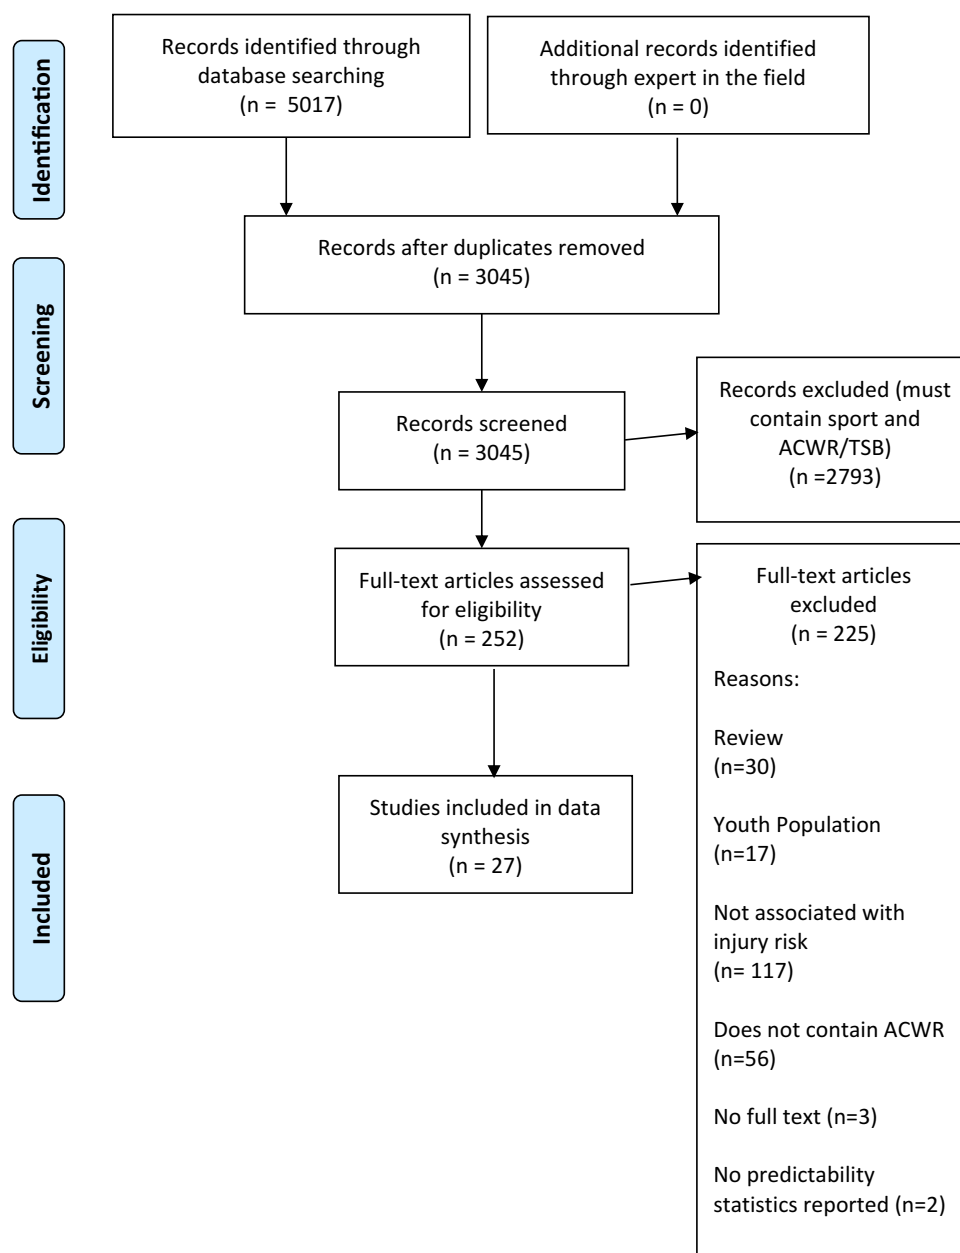 Identification
Records identified through
database searching
(n =  5017)
Additional records identified
through expert in the field
(n = 0)
Records after duplicates removed
(n = 3045)
Screening
Records screened
(n = 3045)
Records excluded (must
contain sport and
ACWR/TSB)
(n =2793)
Eligibility
Full-text articles assessed
for eligibility
(n = 252)
Full-text articles
excluded
(n = 225)
Reasons:
Review
(n=30)
Youth Population
(n=17)
Not associated with
injury risk
(n= 117)
Does not contain ACWR
(n=56)
No full text (n=3)
No predictability
statistics reported (n=2)
Included
Studies included in data
synthesis
(n = 27)